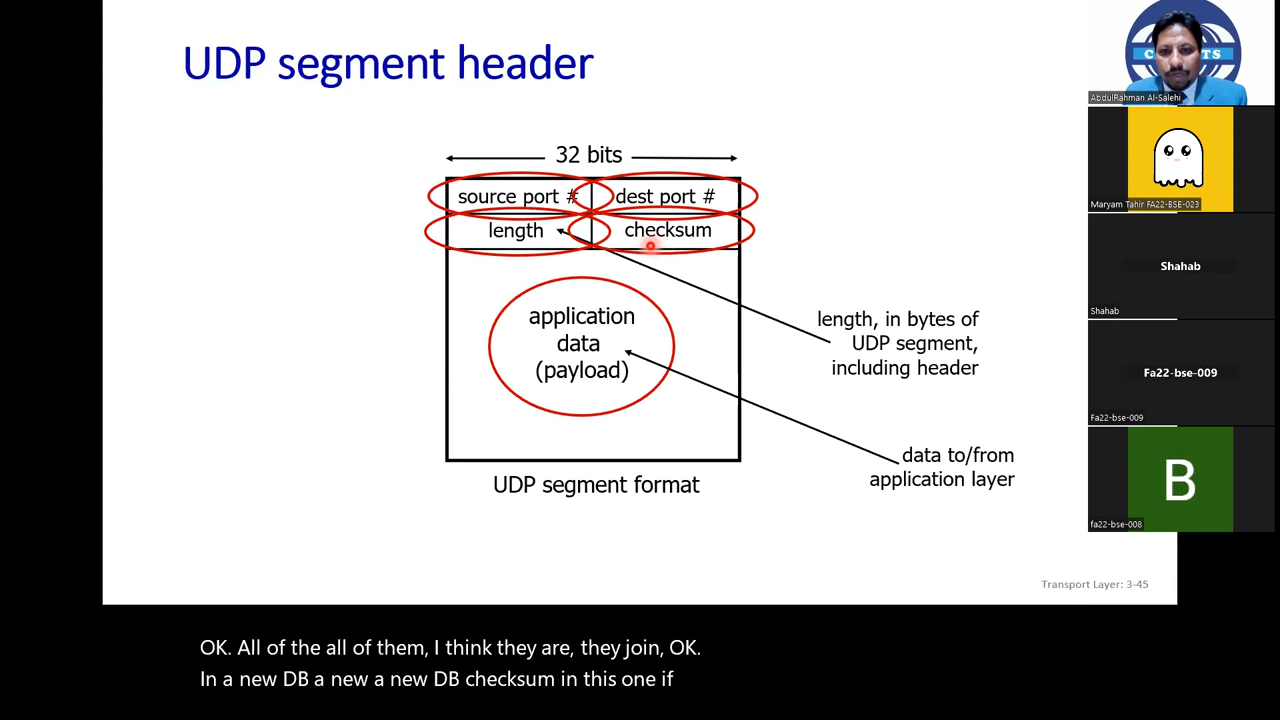 UDP segment header
32 bits
source port #
dest port #
length
checksum
application
data
(payload)
length, in bytes of
UDP segment,
including header
data to/from
application layer
UDP segment format
Transport Layer: 3-45
AbdulRahman Al-Salehi
Maryam Tahir FA22-BSE-023
Shahab
Shahab
Fa22-bse-009
Fa22-bse-009
B
fa22-bse-008
OK. All of the all of them, I think they are, they join, OK.
In a new DB a new a new DB checksum in this one if